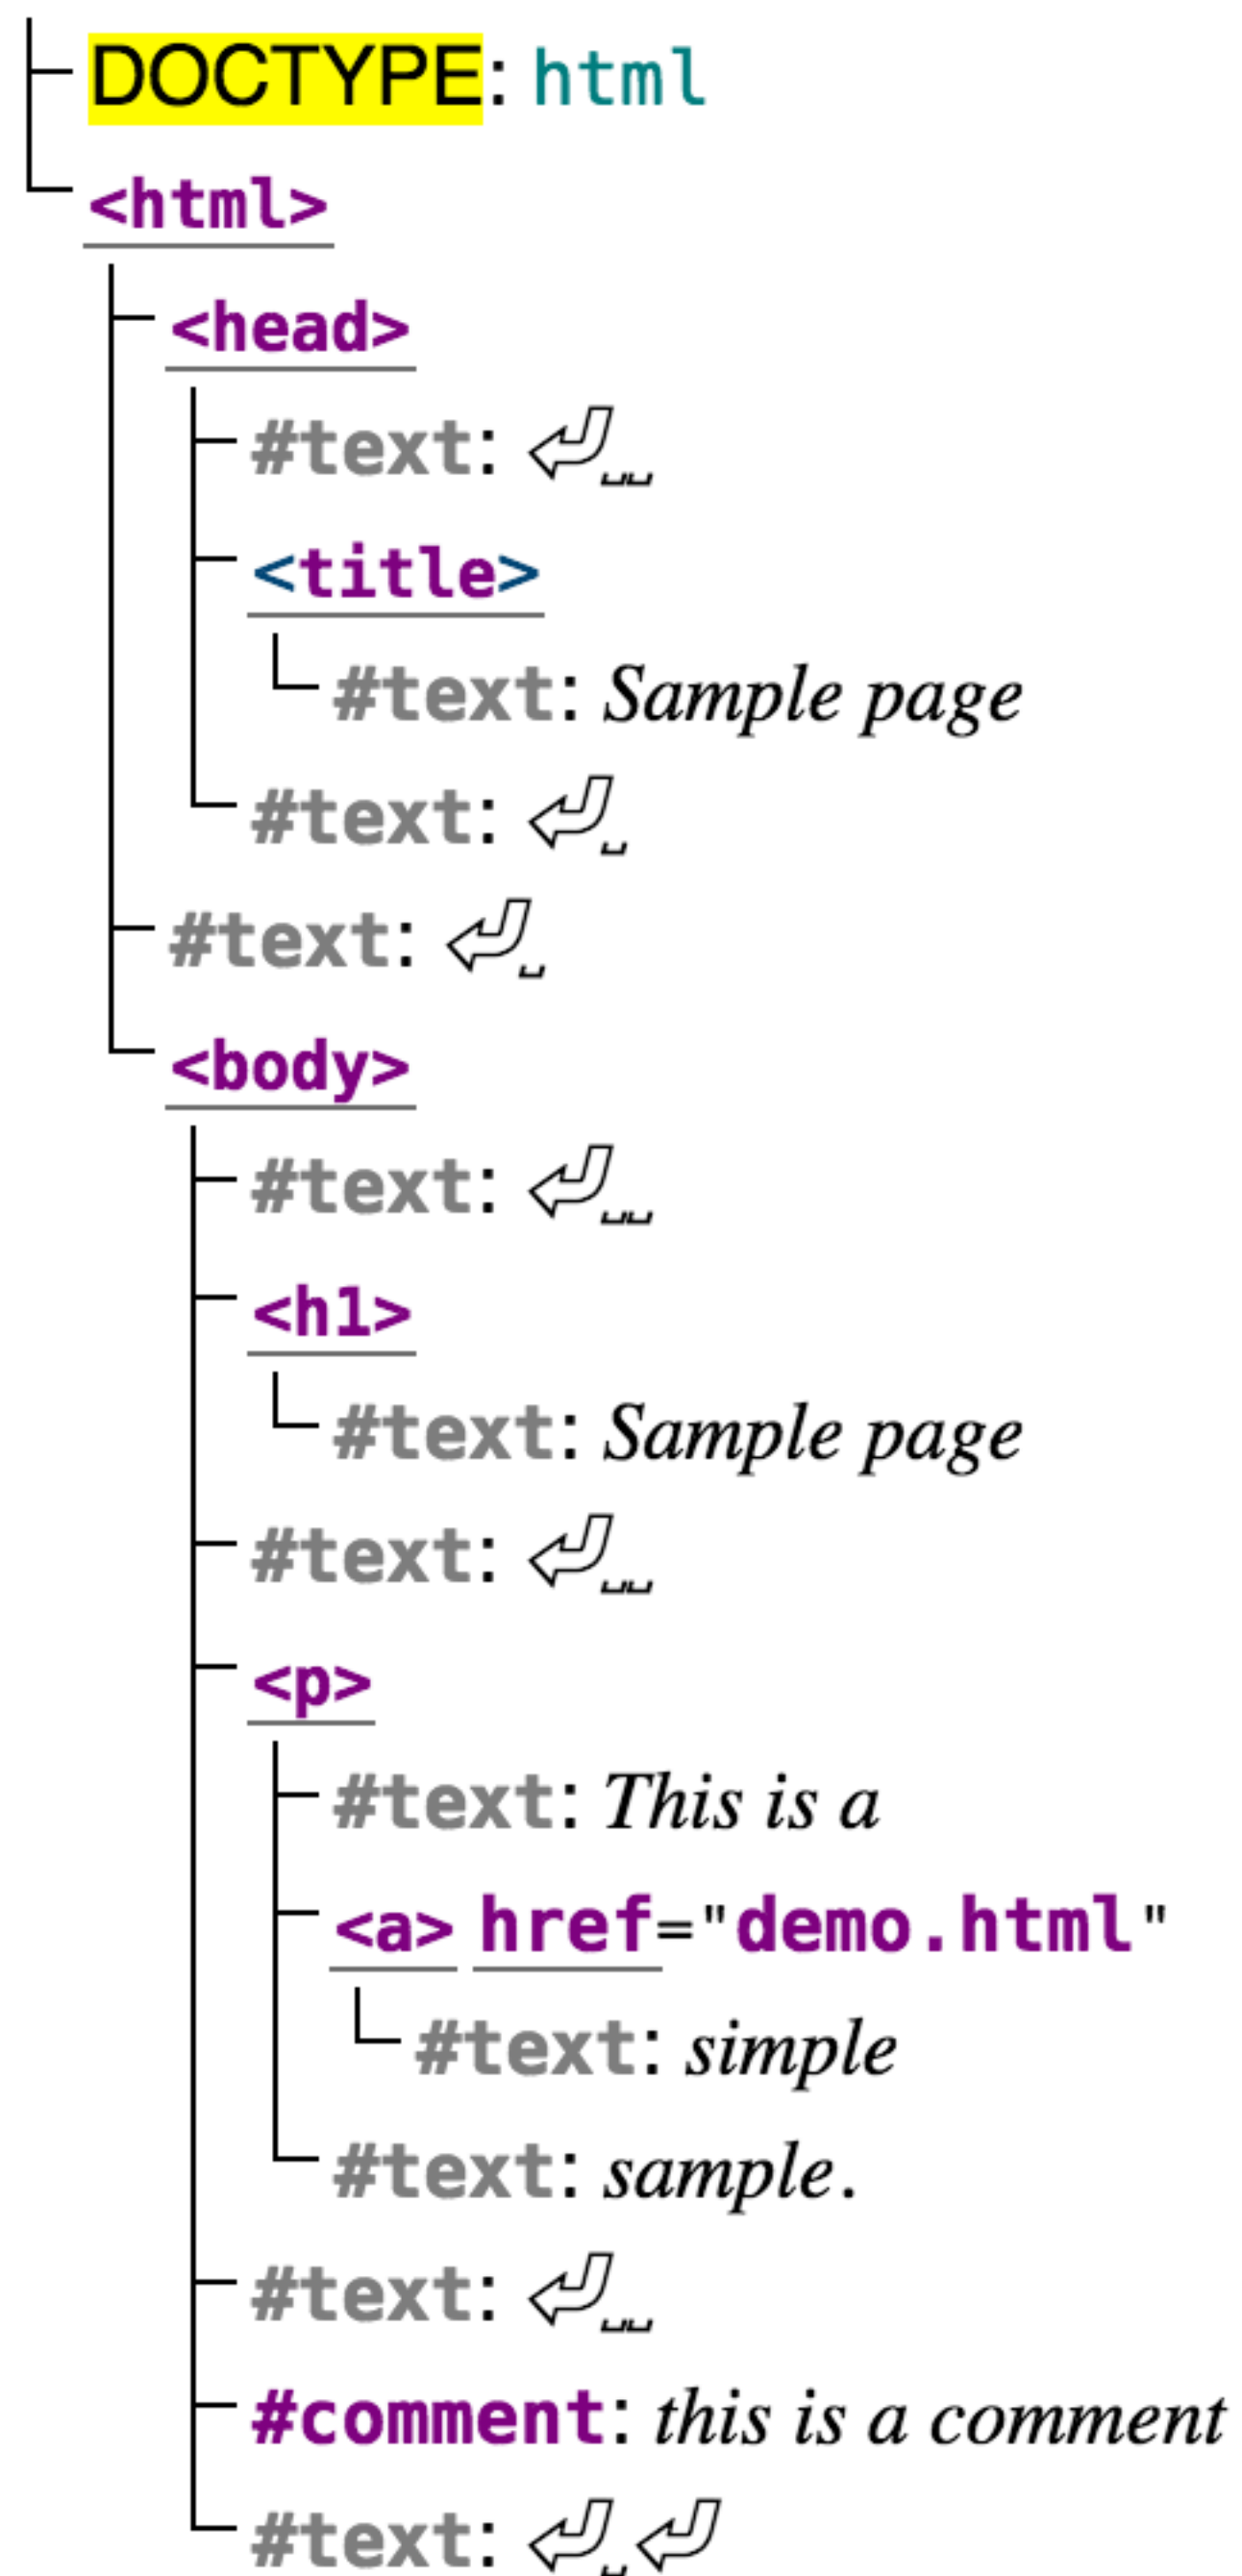 DOCTYPE: html
<html>
<head>
#text: ⏎␣␣
<title>
#text: Sample page
#text: ⏎␣
#text: ⏎␣
<body>
#text: ⏎␣␣
<h1>
#text: Sample page
#text: ⏎␣␣
<p>
#text: This is a
<a> href="demo.html"
#text: simple
#text: sample.
#text: ⏎␣␣
#comment: this is a comment
#text: ⏎␣⏎